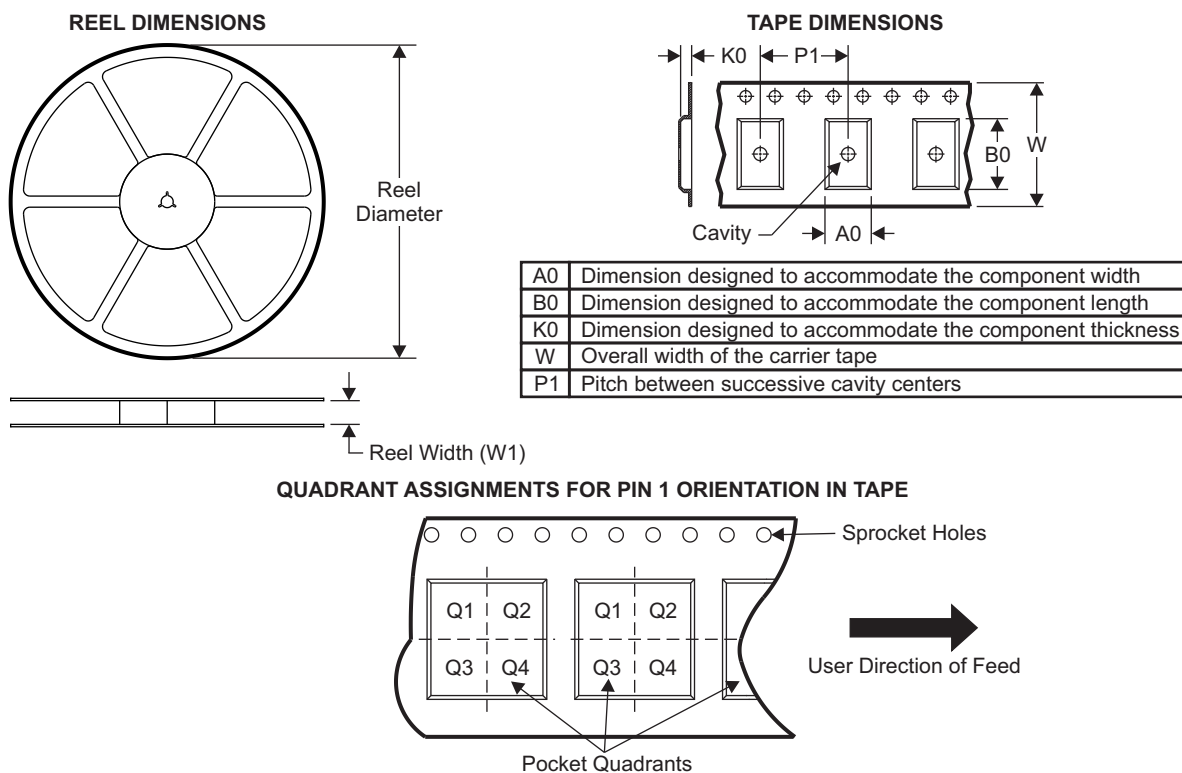 REEL DIMENSIONS
Reel
Diameter
Reel Width (W1)
TAPE DIMENSIONS
K0
P1
B0
W
Cavity
A0
A0 Dimension designed to accommodate the component width
B0 Dimension designed to accommodate the component length
K0 Dimension designed to accommodate the component thickness
W Overall width of the carrier tape
P1 Pitch between successive cavity centers
QUADRANT ASSIGNMENTS FOR PIN 1 ORIENTATION IN TAPE
Sprocket Holes
Q1 Q2 Q1 Q2
Q3 Q4 Q3 Q4
User Direction of Feed
Pocket Quadrants